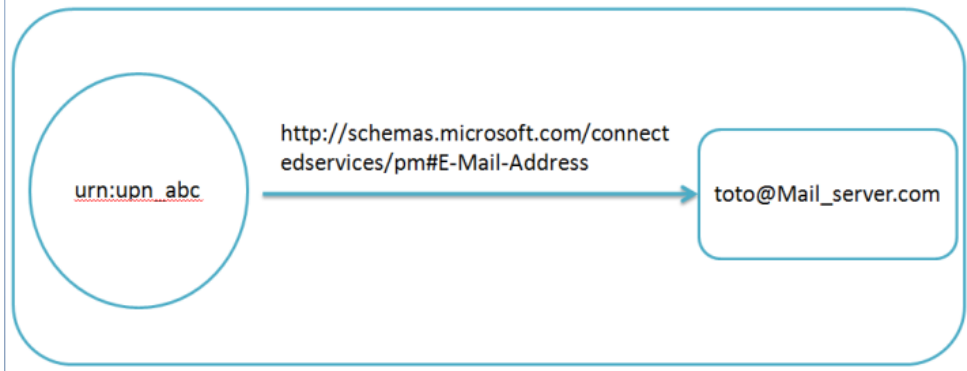 http://schemas.microsoft.com/connect
edservices/pm#E-Mail-Address
urn:upn_abc
toto@Mail_server.com